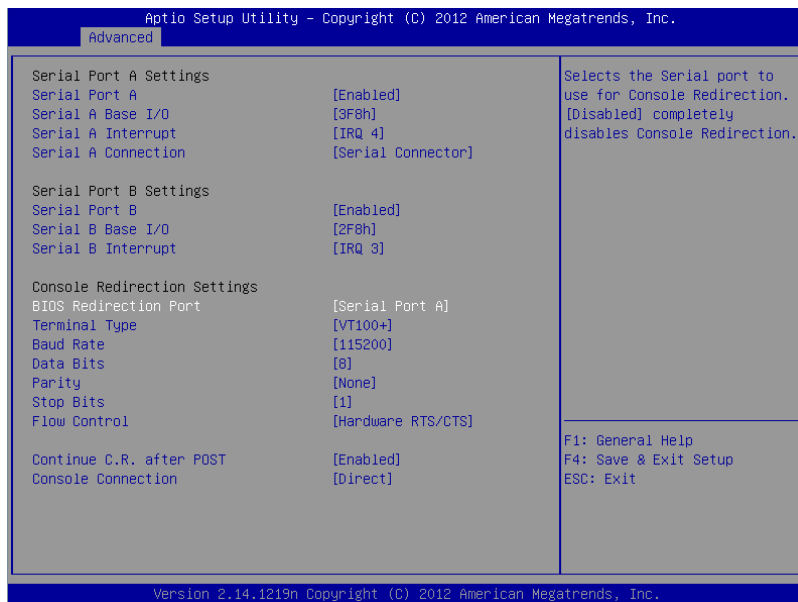 Aptio Setup Utility – Copyright (C) 2012 American Megatrends, Inc.
Advanced
Serial Port A Settings
Serial Port A [Enabled]
Serial A Base I/O [3F8h]
Serial A Interrupt [IRQ 4]
Serial A Connection [Serial Connector]
Serial Port B Settings
Serial Port B [Enabled]
Serial B Base I/O [2F8h]
Serial B Interrupt [IRQ 3]
Console Redirection Settings
BIOS Redirection Port [Serial Port A]
Terminal Type [VT100+]
Baud Rate [115200]
Data Bits [8]
Parity [None]
Stop Bits [1]
Flow Control [Hardware RTS/CTS]
Continue C.R. after POST [Enabled]
Console Connection [Direct]
Selects the Serial port to
use for Console Redirection.
[Disabled] completely
disables Console Redirection.
F1: General Help
F4: Save & Exit Setup
ESC: Exit
Version 2.14.1219n Copyright (C) 2012 American Megatrends, Inc.